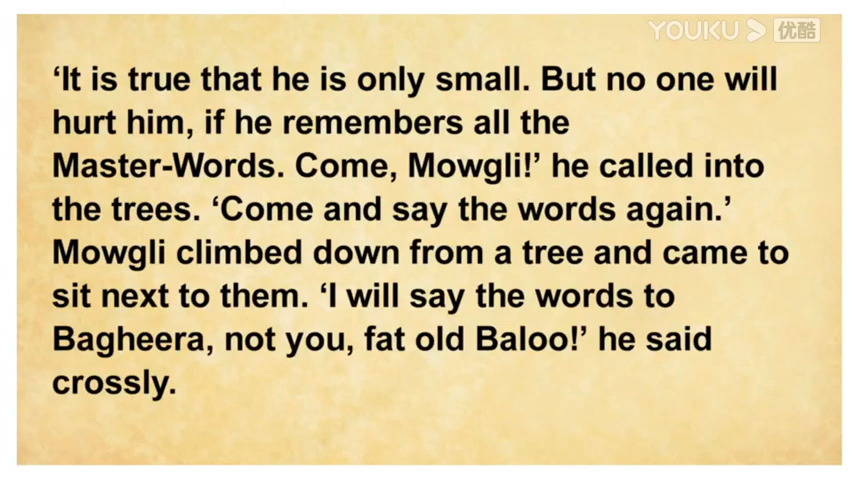 YOUKU 优酷
‘It is true that he is only small. But no one will
hurt him, if he remembers all the
Master-Words. Come, Mowgli!’ he called into
the trees. ‘Come and say the words again.’
Mowgli climbed down from a tree and came to
sit next to them. ‘I will say the words to
Bagheera, not you, fat old Baloo!’ he said
crossly.